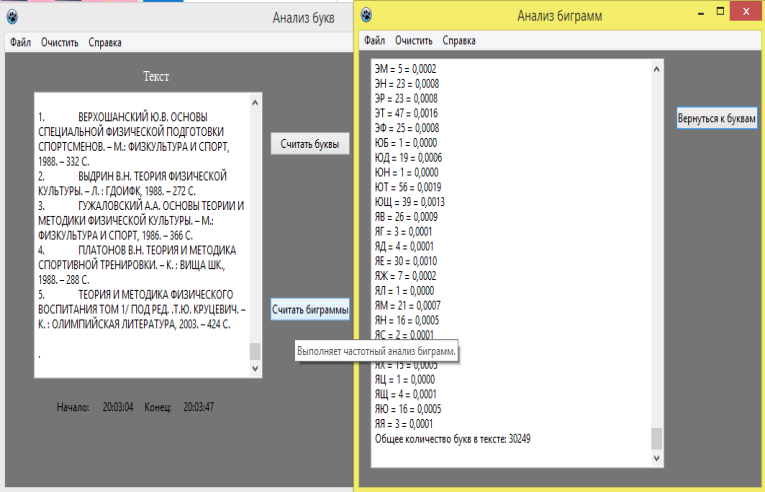 Анализ букв
Файл Очистить Справка
Текст
1. ВЕРХОШАНСКИЙ Ю.В. ОСНОВЫ
СПЕЦИАЛЬНОЙ ФИЗИЧЕСКОЙ ПОДГОТОВКИ
СПОРТСМЕНОВ. – М.: ФИЗКУЛЬТУРА И СПОРТ,
1988. – 332 С.
2. ВЫДРИН В.Н. ТЕОРИЯ ФИЗИЧЕСКОЙ
КУЛЬТУРЫ. – Л. : ГДОИФК, 1988. – 272 С.
3. ГУЖАЛОВСКИЙ А.А. ОСНОВЫ ТЕОРИИ И
МЕТОДИКИ ФИЗИЧЕСКОЙ КУЛЬТУРЫ. – М.:
ФИЗКУЛЬТУРА И СПОРТ, 1986. – 366 С.
4. ПЛАТОНОВ В.Н. ТЕОРИЯ И МЕТОДИКА
СПОРТИВНОЙ ТРЕНИРОВКИ. – К. : ВИЩА ШК.,
1988. – 288 С.
5. ТЕОРИЯ И МЕТОДИКА ФИЗИЧЕСКОГО
ВОСПИТАНИЯ ТОМ 1/ ПОД РЕД. .Т.Ю. КРУЦЕВИЧ. –
К. : ОЛИМПИЙСКАЯ ЛИТЕРАТУРА, 2003. – 424 С.
.
Считать буквы
Считать биграммы
Выполняет частотный анализ биграмм.
Начало: 20:03:04 Конец: 20:03:47
Анализ биграмм
Файл Очистить Справка
ЭМ = 5 = 0,0002
ЭН = 23 = 0,0008
ЭР = 23 = 0,0008
ЭТ = 47 = 0,0016
ЭФ = 25 = 0,0008
ЮБ = 1 = 0,0000
ЮД = 19 = 0,0006
ЮН = 1 = 0,0000
ЮТ = 56 = 0,0019
ЮЩ = 39 = 0,0013
ЯВ = 26 = 0,0009
ЯГ = 3 = 0,0001
ЯД = 4 = 0,0001
ЯЕ = 30 = 0,0010
ЯЖ = 7 = 0,0002
ЯЛ = 1 = 0,0000
ЯМ = 21 = 0,0007
ЯН = 16 = 0,0005
ЯС = 2 = 0,0001
ЯХ = 15 = 0,0005
ЯЦ = 1 = 0,0000
ЯЩ = 4 = 0,0001
ЯЮ = 16 = 0,0005
ЯЯ = 3 = 0,0001
Общее количество букв в тексте: 30249
Вернуться к буквам